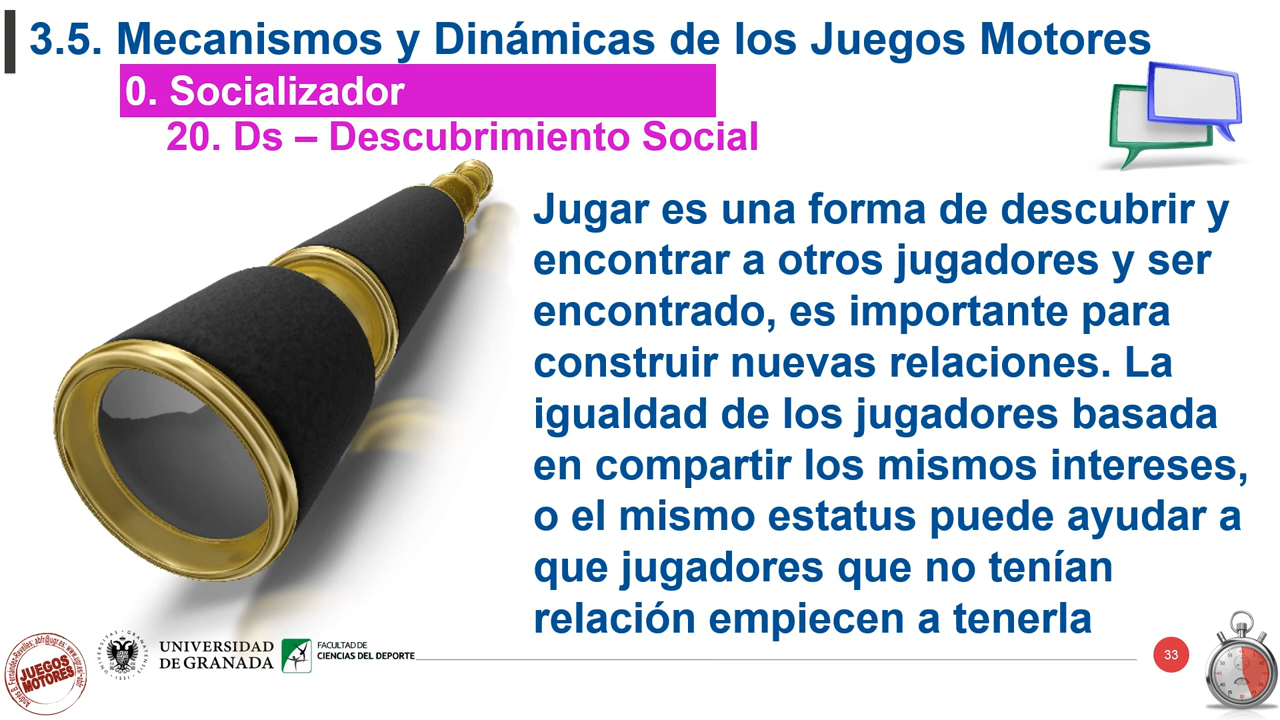 3.5. Mecanismos y Dinámicas de los Juegos Motores
0. Socializador
20. Ds – Descubrimiento Social
Jugar es una forma de descubrir y
encontrar a otros jugadores y ser
encontrado, es importante para
construir nuevas relaciones. La
igualdad de los jugadores basada
en compartir los mismos intereses,
o el mismo estatus puede ayudar a
que jugadores que no tenían
relación empiecen a tenerla
JUEGOS
MOTORES
UNIVERSIDAD
DE GRANADA
FACULTAD DE
CIENCIAS DEL DEPORTE
33